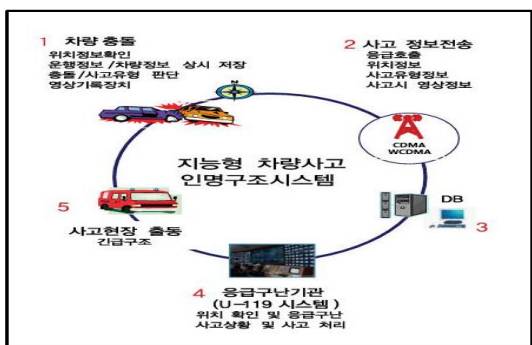 1 차량 충돌
위치정보확인
운행정보/차량정보 상시 저장
충돌/사고유형 판단
영상기록장치
2 사고 정보전송
응급호출
위치정보
사고유형정보
사고시 영상정보
N
CDMA
WCDMA
지능형 차량사고
인명구조시스템
DB
3
5
사고현장 출동
긴급구조
4 응급구난기관
(U-119 시스템)
위치 확인 및 응급구난
사고상황 및 사고 처리